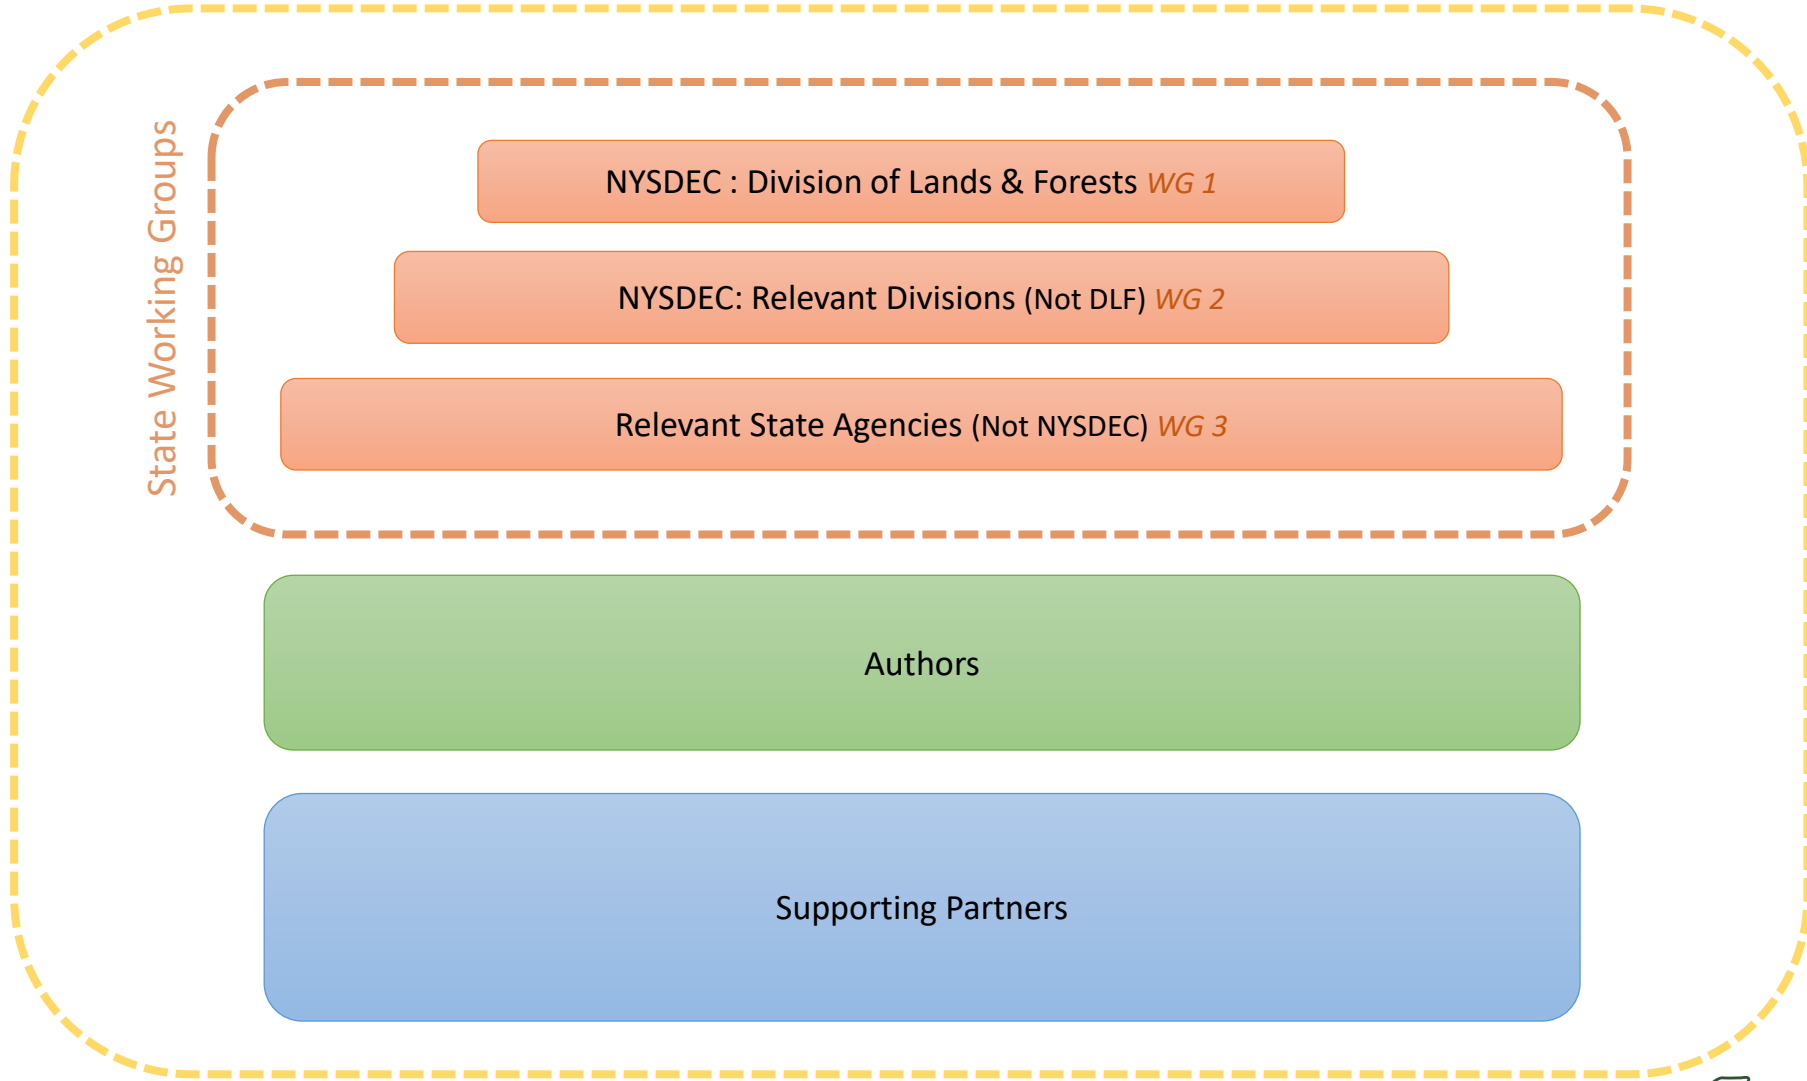 State Working Groups
NYSDEC : Division of Lands & Forests WG 1
NYSDEC: Relevant Divisions (Not DLF) WG 2
Relevant State Agencies (Not NYSDEC) WG 3
Authors
Supporting Partners